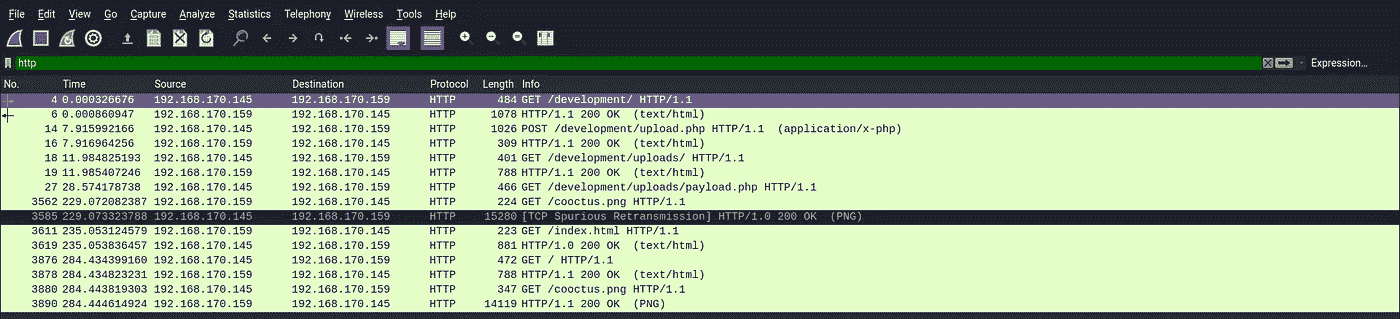 File Edit View Go Capture Analyze Statistics Telephony Wireless Tools Help
http Expression…
No. Time Source Destination Protocol Length Info
4 0.000326676 192.168.170.145 192.168.170.159 HTTP 484 GET /development/ HTTP/1.1
6 0.000860947 192.168.170.159 192.168.170.145 HTTP 1078 HTTP/1.1 200 OK (text/html)
14 7.915992166 192.168.170.145 192.168.170.159 HTTP 1026 POST /development/upload.php HTTP/1.1 (application/x-php)
16 7.916964256 192.168.170.159 192.168.170.145 HTTP 309 HTTP/1.1 200 OK (text/html)
18 11.984825193 192.168.170.145 192.168.170.159 HTTP 401 GET /development/uploads/ HTTP/1.1
19 11.985407246 192.168.170.159 192.168.170.145 HTTP 788 HTTP/1.1 200 OK (text/html)
27 28.574178738 192.168.170.145 192.168.170.159 HTTP 466 GET /development/uploads/payload.php HTTP/1.1
3562 229.072082387 192.168.170.159 192.168.170.145 HTTP 224 GET /cooctus.png HTTP/1.1
3585 229.073323788 192.168.170.145 192.168.170.159 HTTP 15280 [TCP Spurious Retransmission] HTTP/1.0 200 OK (PNG)
3611 235.053124579 192.168.170.159 192.168.170.145 HTTP 223 GET /index.html HTTP/1.1
3619 235.053836457 192.168.170.145 192.168.170.159 HTTP 881 HTTP/1.0 200 OK (text/html)
3876 284.434399160 192.168.170.145 192.168.170.159 HTTP 472 GET / HTTP/1.1
3878 284.434823231 192.168.170.159 192.168.170.145 HTTP 788 HTTP/1.1 200 OK (text/html)
3880 284.443819303 192.168.170.145 192.168.170.159 HTTP 347 GET /cooctus.png HTTP/1.1
3890 284.444614924 192.168.170.159 192.168.170.145 HTTP 14119 HTTP/1.1 200 OK (PNG)